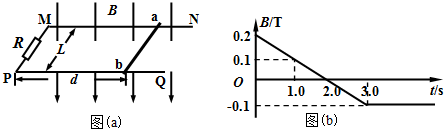 M B a N
R L
P d b Q
图(a)
B/T
0.2
0.1
O 1.0 2.0 3.0 t/s
-0.1
图(b)